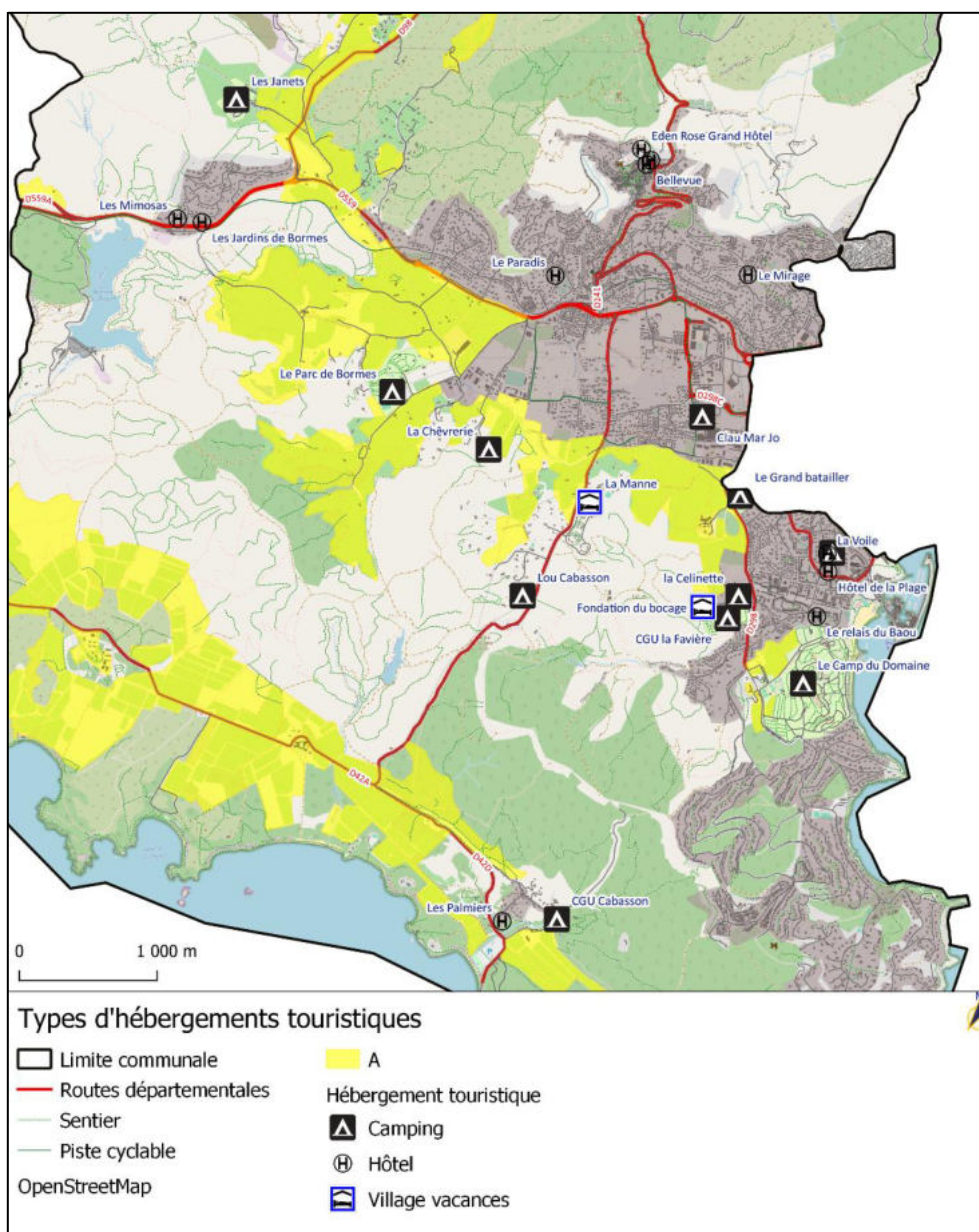 D98
Les Janets
Eden Rose Grand Hôtel
Bellevue
D559A
Les Mimosas
D559
Les Jardins de Bormes
Le Paradis
D241
Le Mirage
Le Parc de Bormes
D298C
La Chêvrerie
Clau Mar Jo
Le Grand batailler
La Manne
La Voile
Lou Cabasson
la Celinette
Hôtel de la Plage
Fondation du bocage
Le relais du Baou
CGU la Favière
D298
Le Camp du Domaine
D42A
D42D
Les Palmiers
CGU Cabasson
0 1 000 m
Types d'hébergements touristiques
N
Limite communale
Routes départementales
Sentier
Piste cyclable
OpenStreetMap
A
Hébergement touristique
Camping
H Hôtel
Village vacances